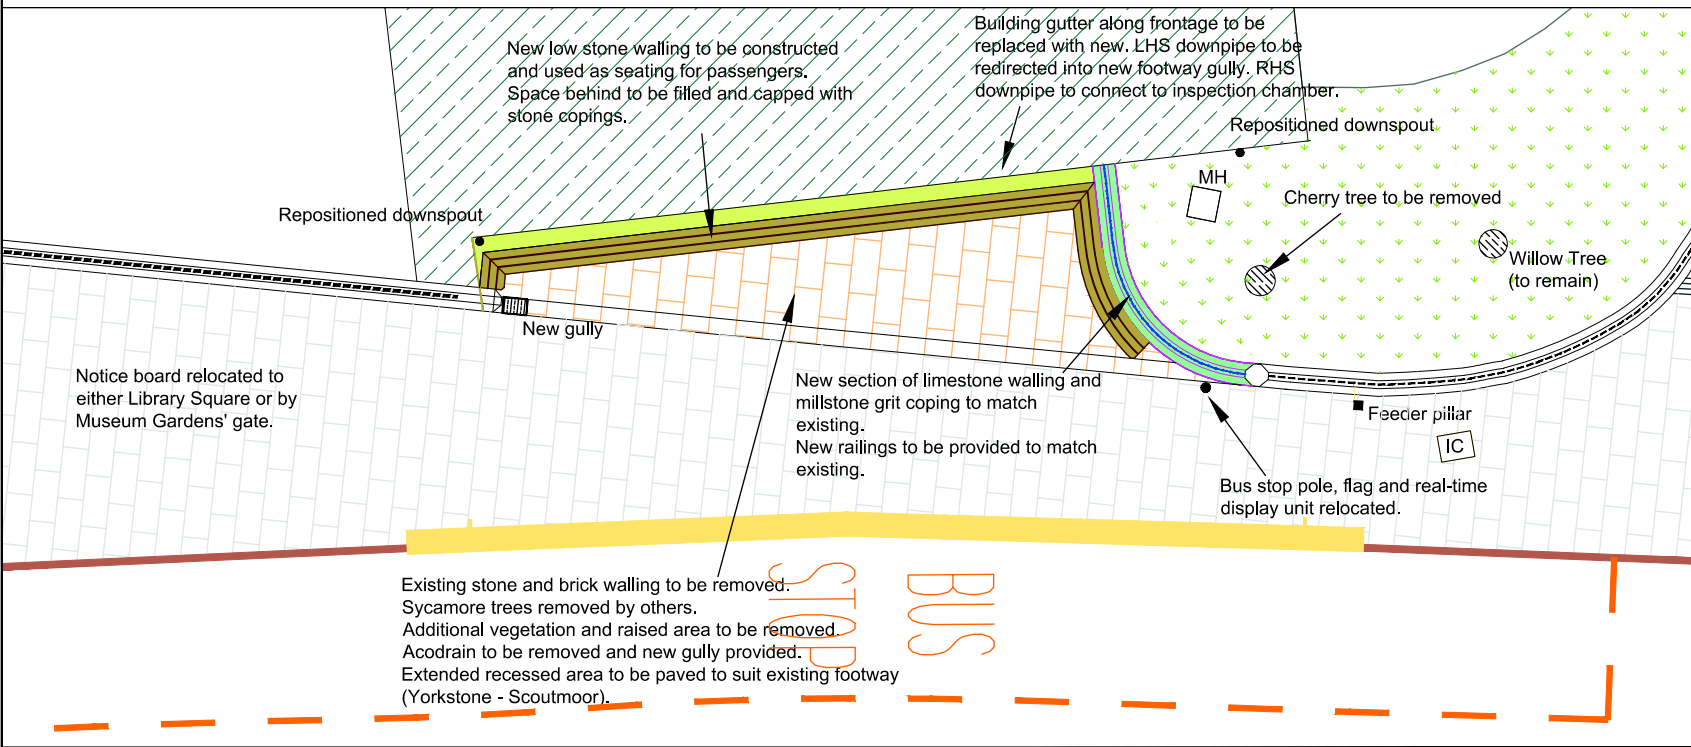 Building gutter along frontage to be
replaced with new. LHS downpipe to be
redirected into new footway gully. RHS
downpipe to connect to inspection chamber.
New low stone walling to be constructed
and used as seating for passengers.
Space behind to be filled and capped with
stone copings.
Repositioned downspout
MH
Cherry tree to be removed
Repositioned downspout
Willow Tree
(to remain)
New gully
Notice board relocated to
either Library Square or by
Museum Gardens' gate.
New section of limestone walling and
millstone grit coping to match
existing.
New railings to be provided to match
existing.
Feeder pillar
IC
Bus stop pole, flag and real-time
display unit relocated.
Existing stone and brick walling to be removed.
Sycamore trees removed by others.
Additional vegetation and raised area to be removed.
Acodrain to be removed and new gully provided.
Extended recessed area to be paved to suit existing footway
(Yorkstone - Scoutmoor).
BUS
STOP